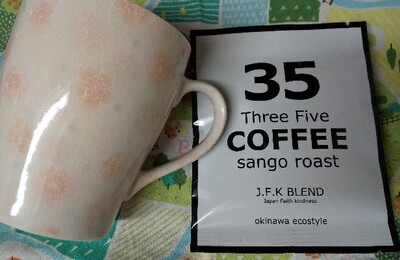 35
Three Five
COFFEE
sango roast
J.F.K BLEND
Japan Faith kindness
okinawa ecostyle